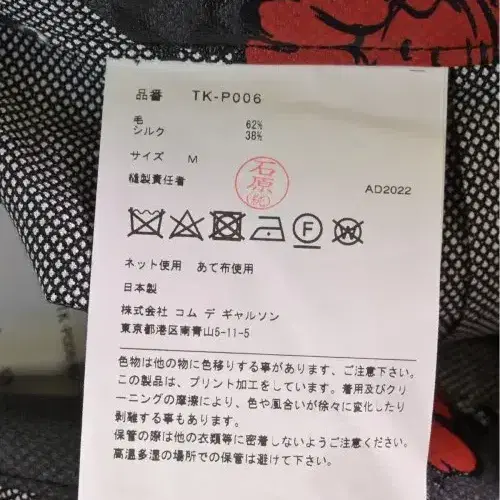 品番 TK-P006
毛 62%
シルク 38%
サイズ M
縫製責任者
石原
AD2022
F
W
ネット使用 あて布使用
日本製
株式会社 コム デ ギャルソン
東京都港区南青山5-11-5
色物は他の物に色移りする事があります、ご注意下さい。
この製品は、プリント加工をしています。着用及びクリ
ーニングの摩擦により、色や風合いが徐々に変化したり
剥離する事もあります。
保管の際は他の衣類等に密着しないようご注意ください。
高温多湿の場所での保管は避けて下さい。